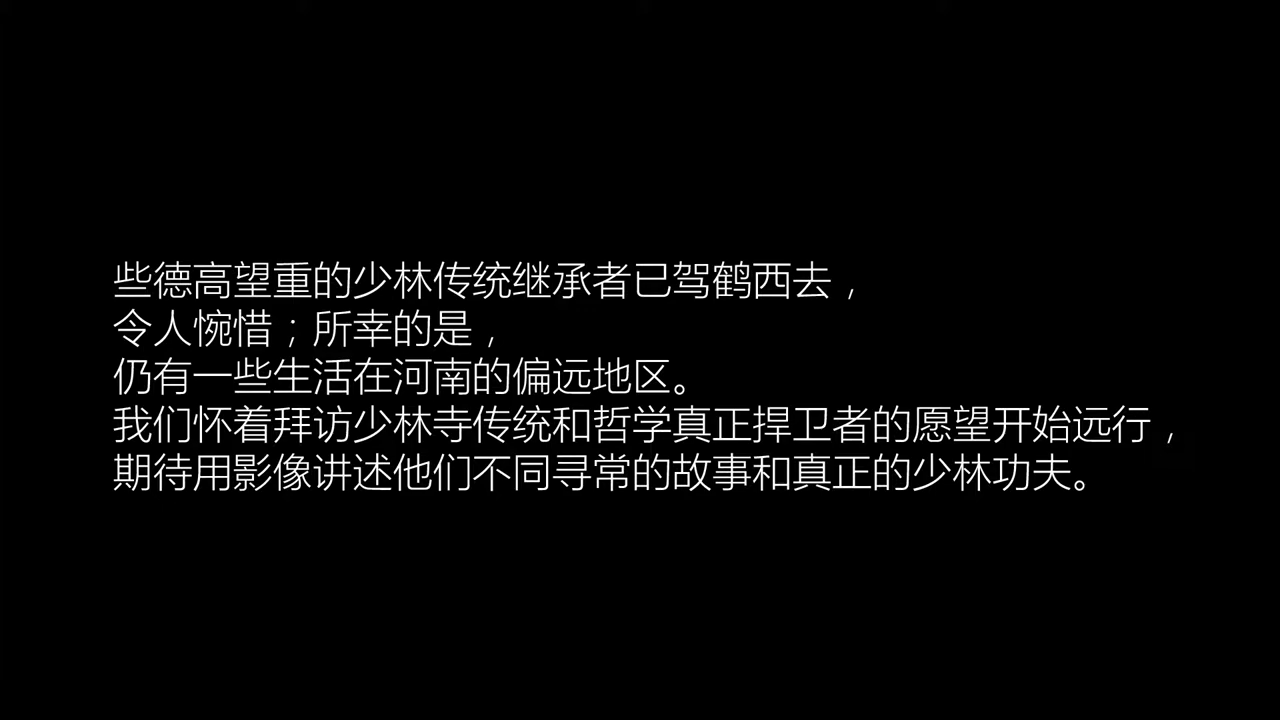 些德高望重的少林传统继承者已驾鹤西去，
令人惋惜；所幸的是，
仍有一些生活在河南的偏远地区。
我们怀着拜访少林寺传统和哲学真正捍卫者的愿望开始远行，
期待用影像讲述他们不同寻常的故事和真正的少林功夫。